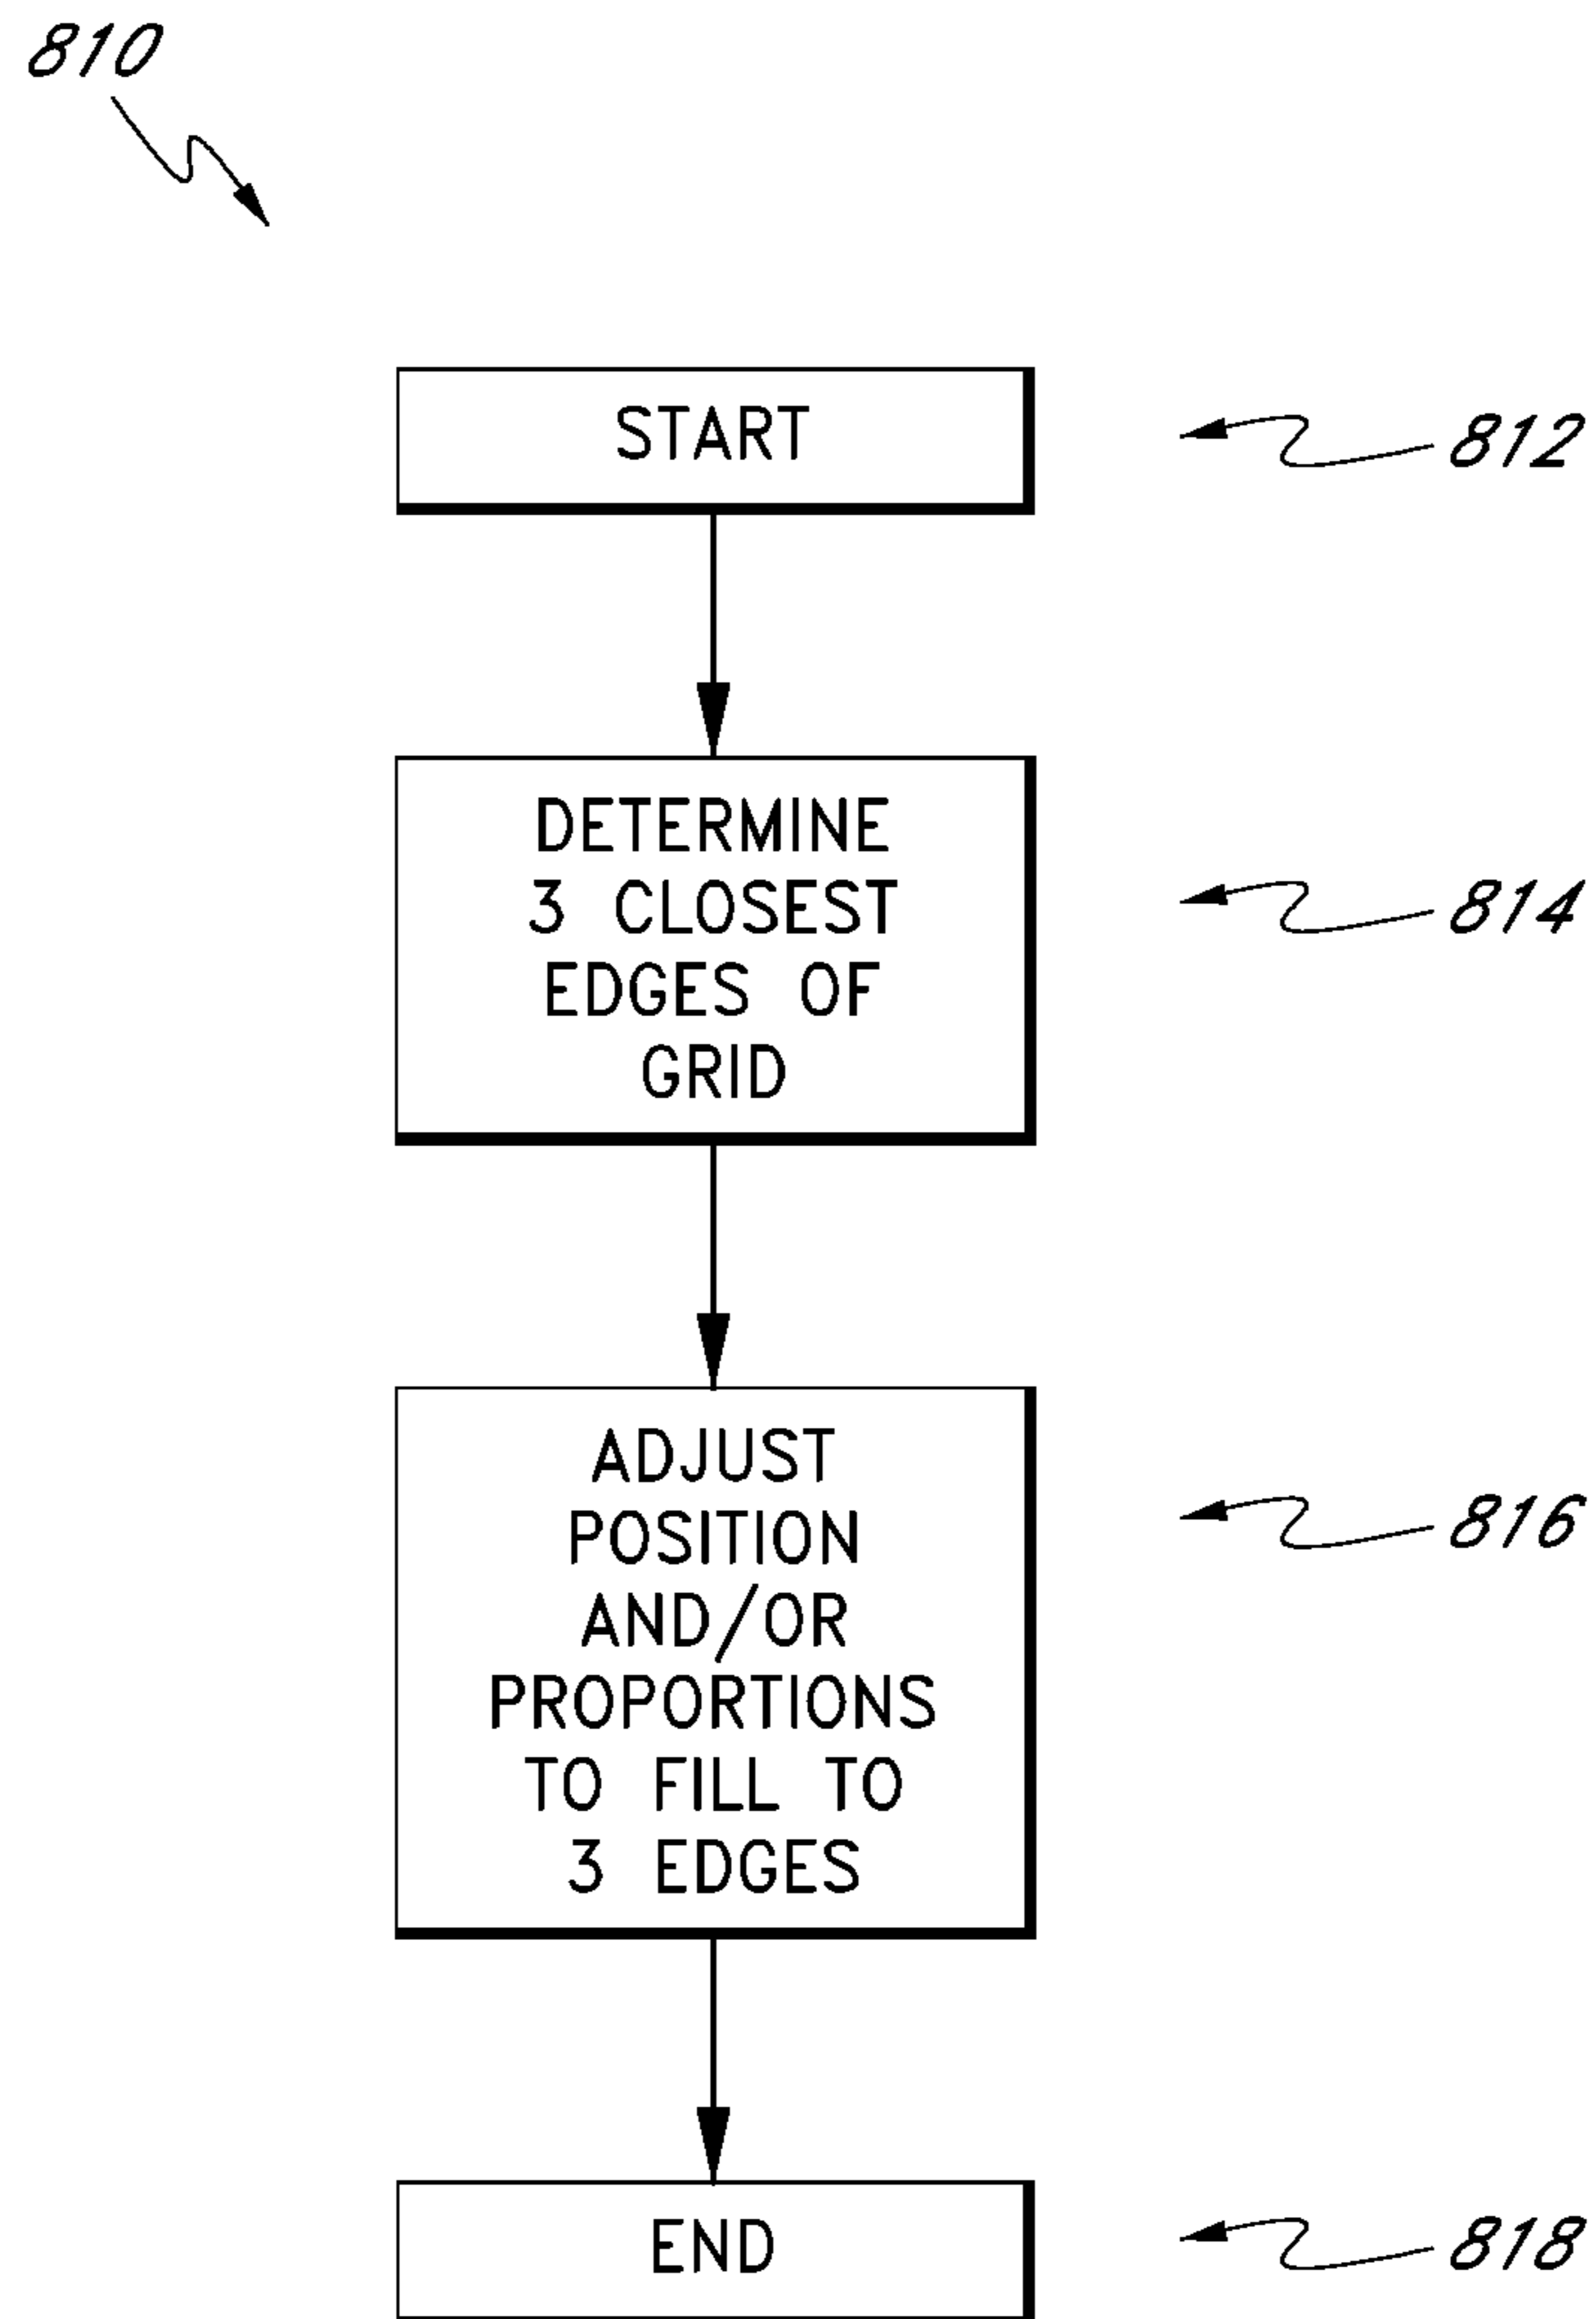 810
START
812
DETERMINE
3 CLOSEST
EDGES OF
GRID
814
ADJUST
POSITION
AND/OR
PROPORTIONS
TO FILL TO
3 EDGES
816
END
818